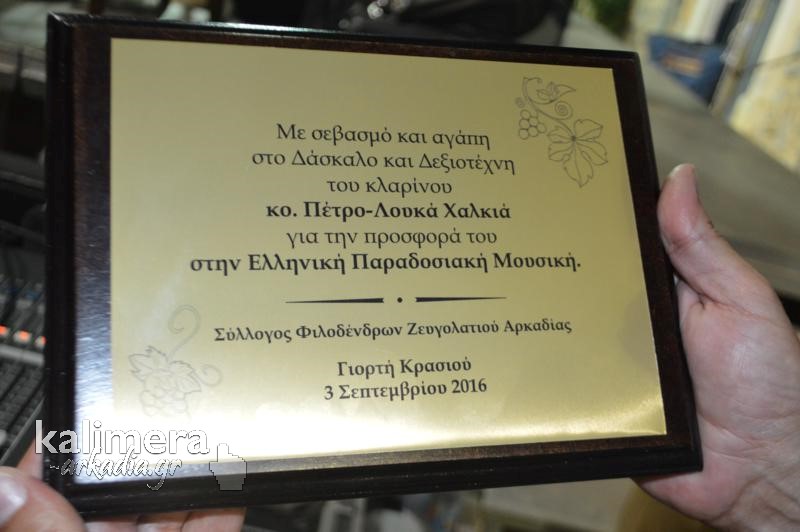 Με σεβασμό και αγάπη
στο Δάσκαλο και Δεξιοτέχνη
του κλαρίνου
κο. Πέτρο-Λουκά Χαλκιά
για την προσφορά του
στην Ελληνική Παραδοσιακή Μουσική.
Σύλλογος Φιλοδένδρων Ζευγολατιού Αρκαδίας
Γιορτή Κρασιού
3 Σεπτεμβρίου 2016
kalimera
-arkadia.gr